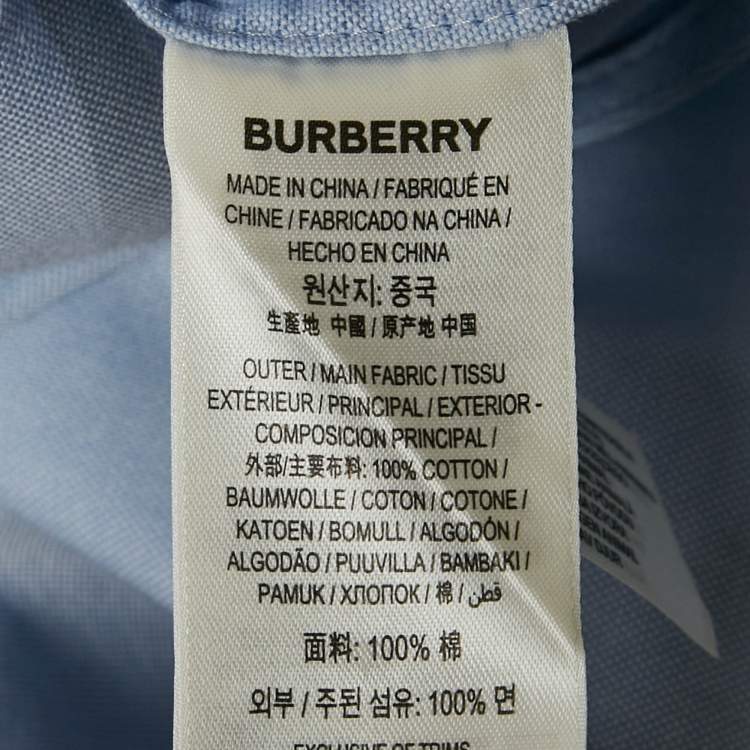 BURBERRY
MADE IN CHINA / FABRIQUÉ EN
CHINE / FABRICADO NA CHINA /
HECHO EN CHINA
원산지: 중국
生產地 中國 / 原产地 中国
OUTER / MAIN FABRIC / TISSU
EXTÉRIEUR / PRINCIPAL / EXTERIOR -
COMPOSICION PRINCIPAL /
外部/主要布料: 100% COTTON /
BAUMWOLLE / COTON / COTONE /
KATOEN / BOMULL / ALGODÓN /
ALGODÃO / PUUVILLA / BAMBAKI /
PAMUK / ХЛОПОК / 棉 / قطن
面料: 100% 棉
외부 / 주된 섬유: 100% 면
EXCLUSIVE OF TRIMS